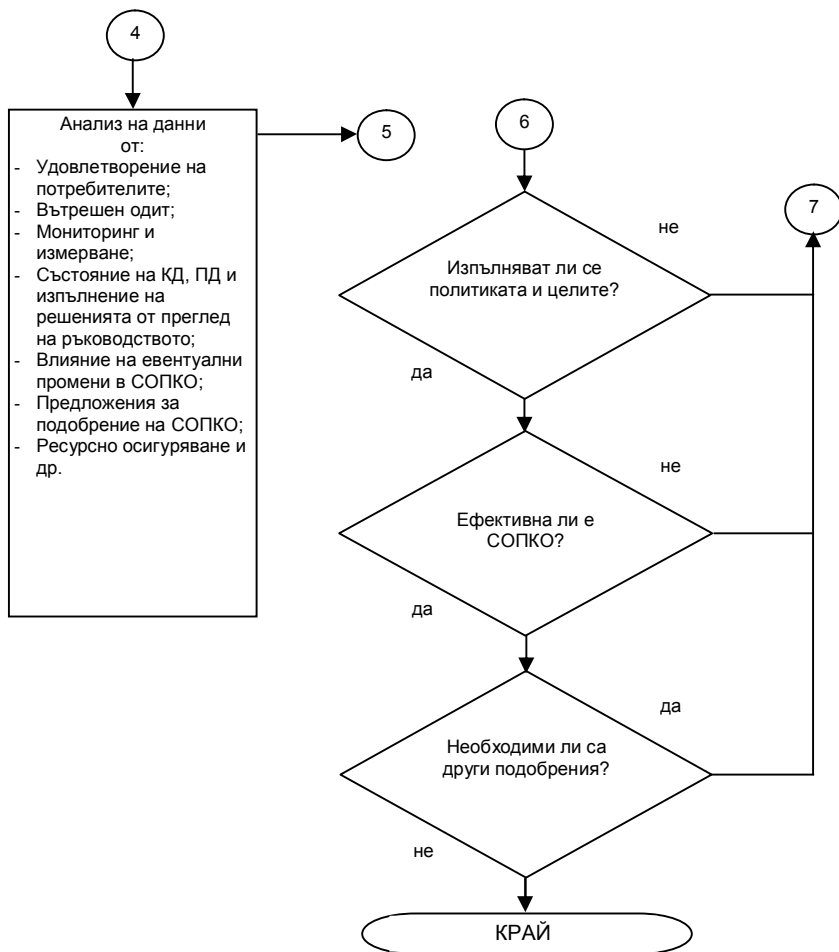 4
Анализ на данни
от:
- Удовлетворение на
потребителите;
- Вътрешен одит;
- Мониторинг и
измерване;
- Състояние на КД, ПД и
изпълнение на
решенията от преглед
на ръководството;
- Влияние на евентуални
промени в СОПКО;
- Предложения за
подобрение на СОПКО;
- Ресурсно осигуряване и
др.
5
6
7
не
Изпълняват ли се
политиката и целите?
да
не
Ефективна ли е
СОПКО?
да
да
Необходими ли са
други подобрения?
не
КРАЙ